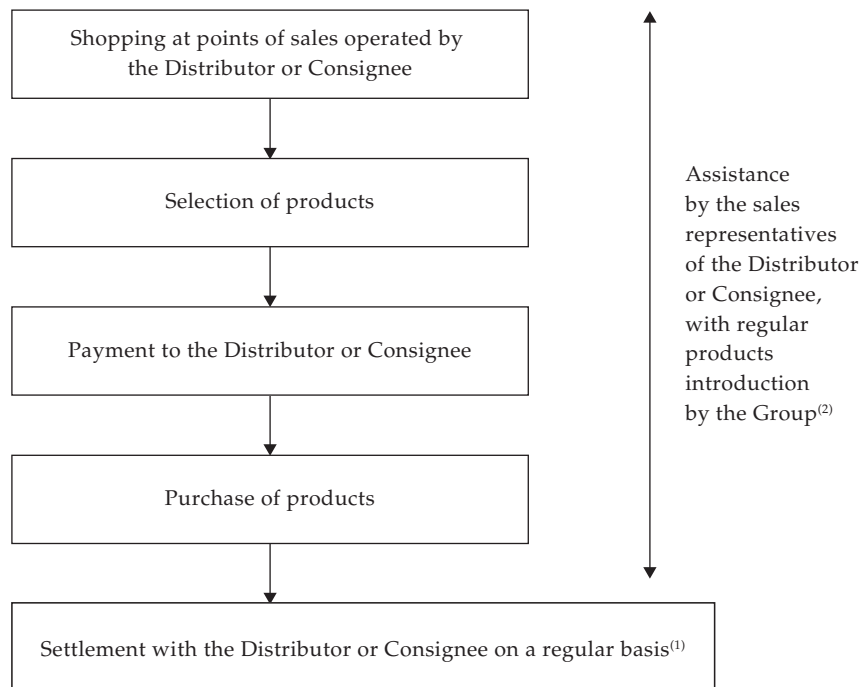 Shopping at points of sales operated by
the Distributor or Consignee
Selection of products
Payment to the Distributor or Consignee
Purchase of products
Settlement with the Distributor or Consignee on a regular basis(1)
Assistance
by the sales
representatives
of the Distributor
or Consignee,
with regular
products
introduction
by the Group(2)